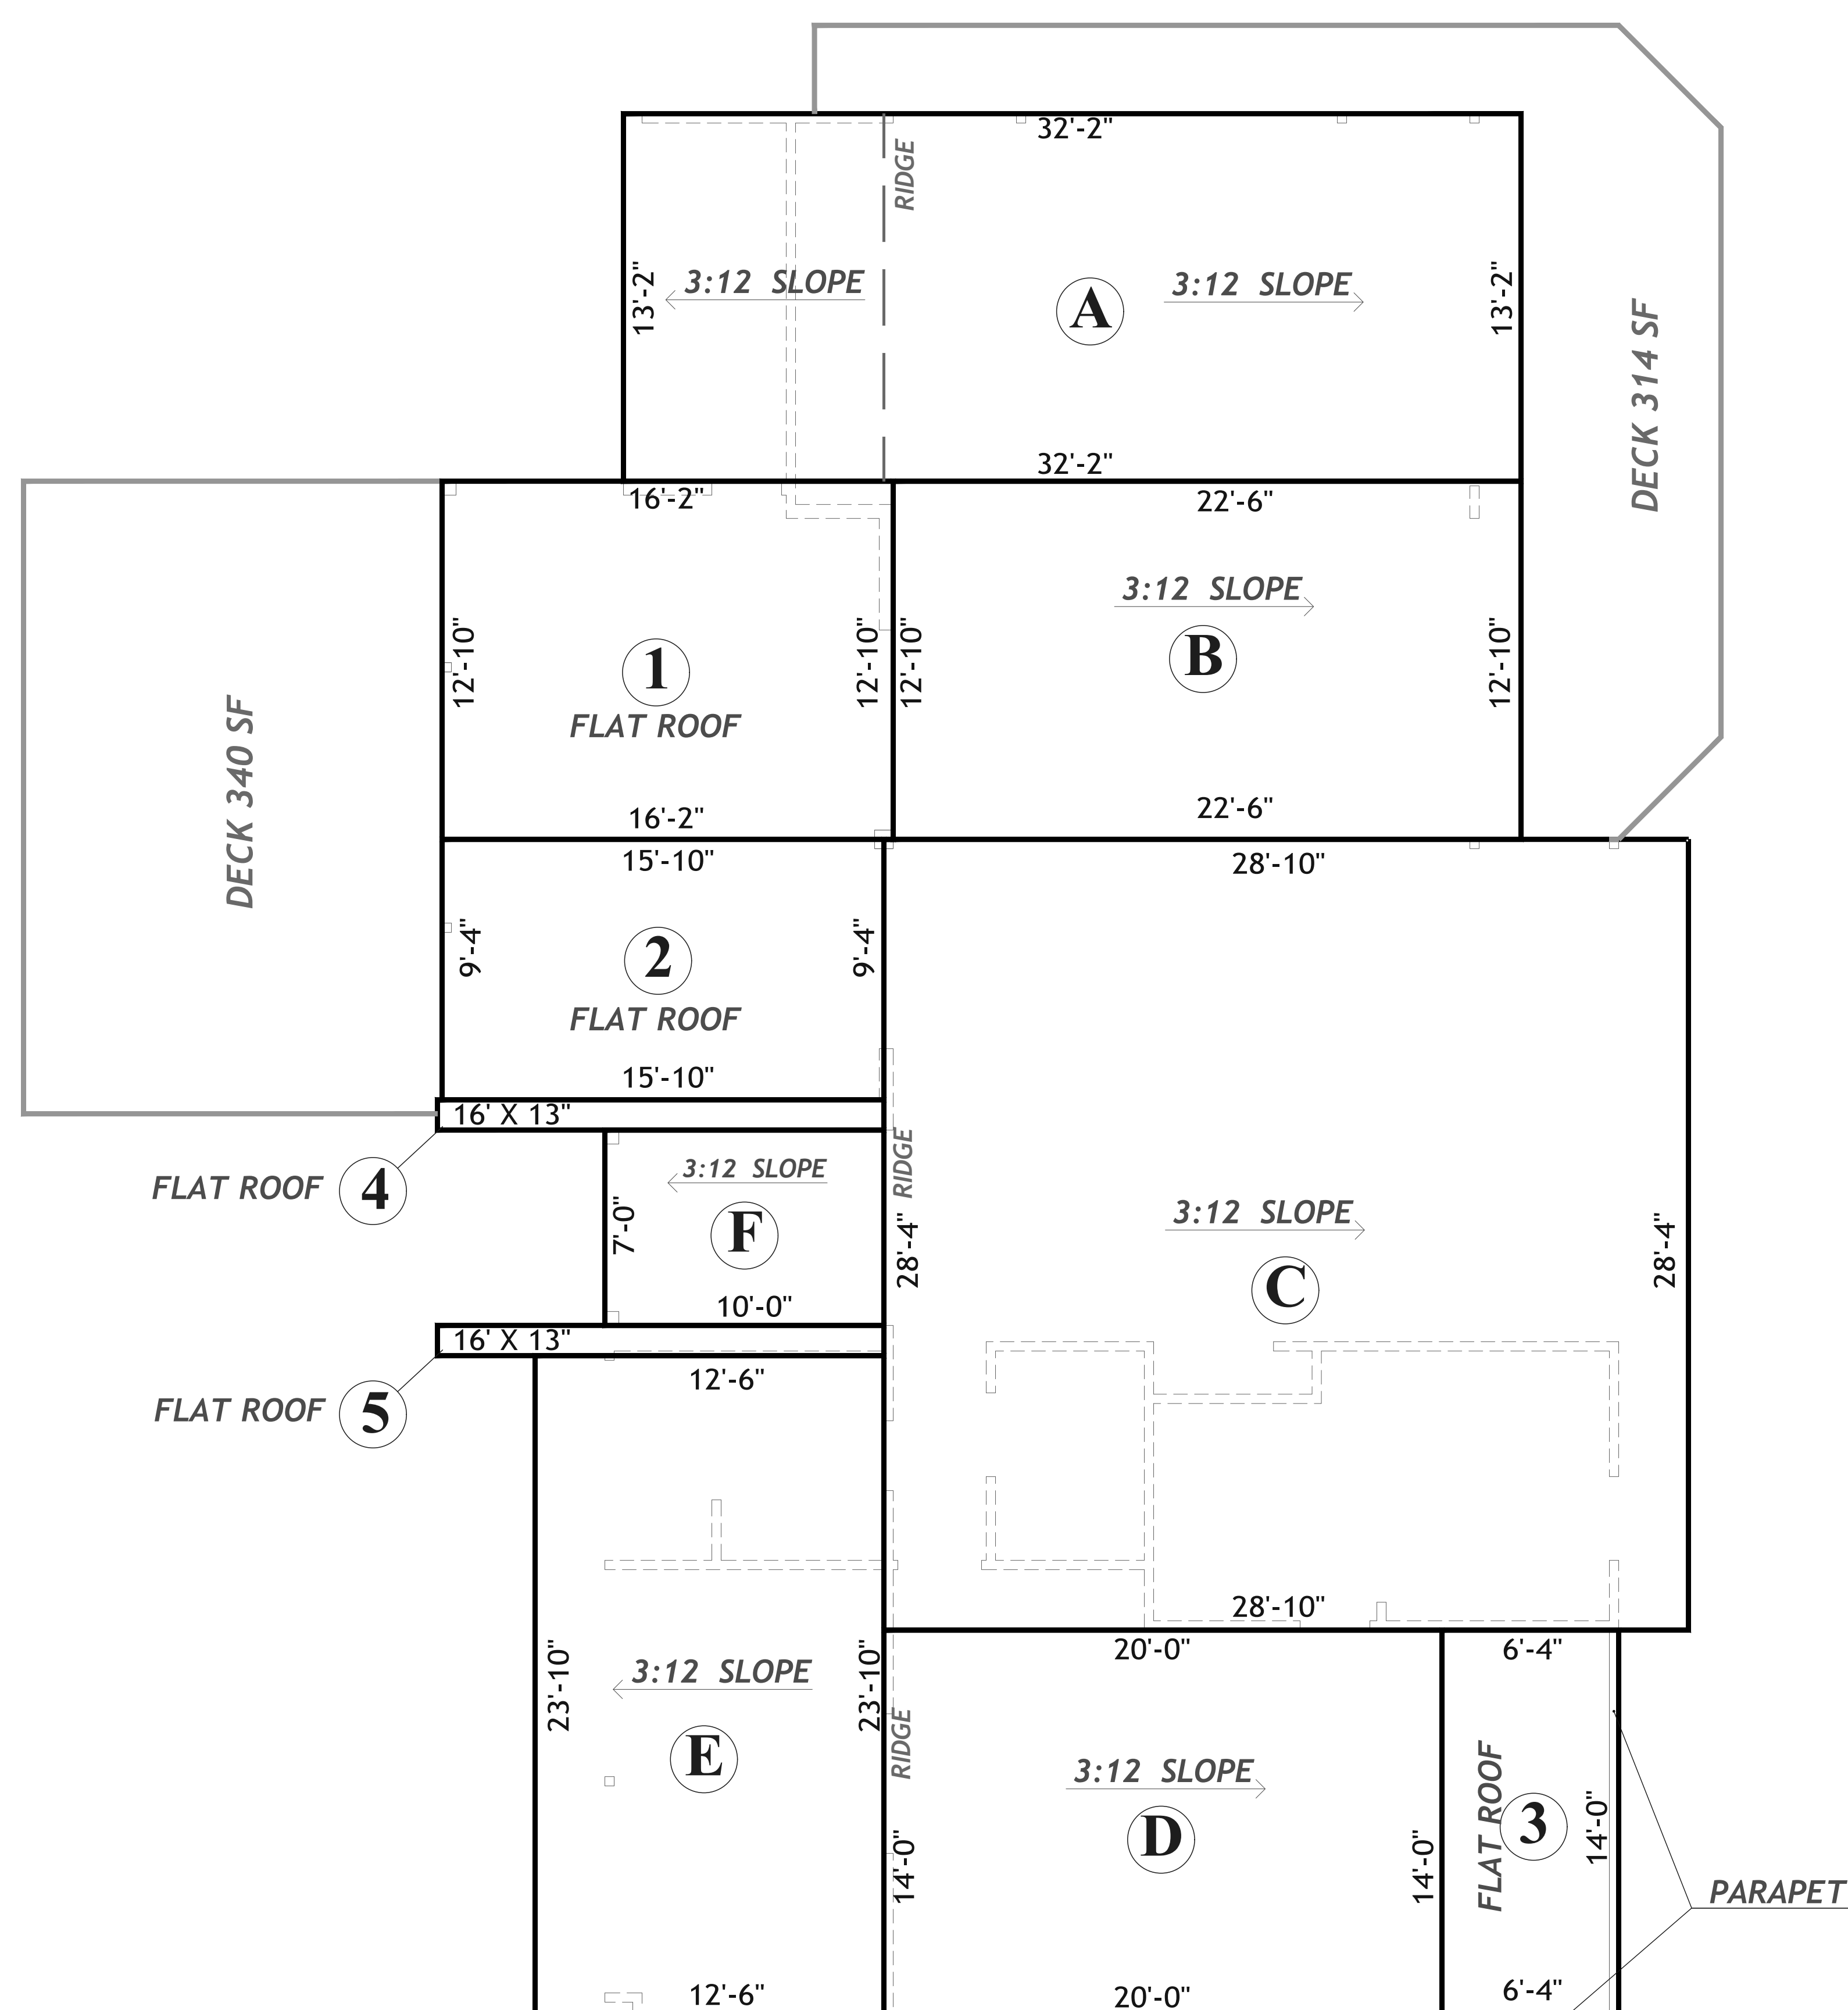 32'-2"
RIDGE
13'-2"
3:12 SLOPE
A
3:12 SLOPE
13'-2"
DECK 314 SF
32'-2"
16'-2"
22'-6"
3:12 SLOPE
12'-10"
1
FLAT ROOF
12'-10"
12'-10"
B
12'-10"
DECK 340 SF
16'-2"
22'-6"
15'-10"
28'-10"
9'-4"
2
9'-4"
FLAT ROOF
15'-10"
16' X 13"
FLAT ROOF 4
3:12 SLOPE
RIDGE
7'-0"
F
10'-0"
28'-4"
3:12 SLOPE
C
28'-4"
16' X 13"
FLAT ROOF 5
12'-6"
28'-10"
20'-0"
6'-4"
23'-10"
3:12 SLOPE
23'-10"
E
RIDGE
3:12 SLOPE
D
14'-0"
14'-0"
FLAT ROOF
3
14'-0"
PARAPET
12'-6"
20'-0"
6'-4"